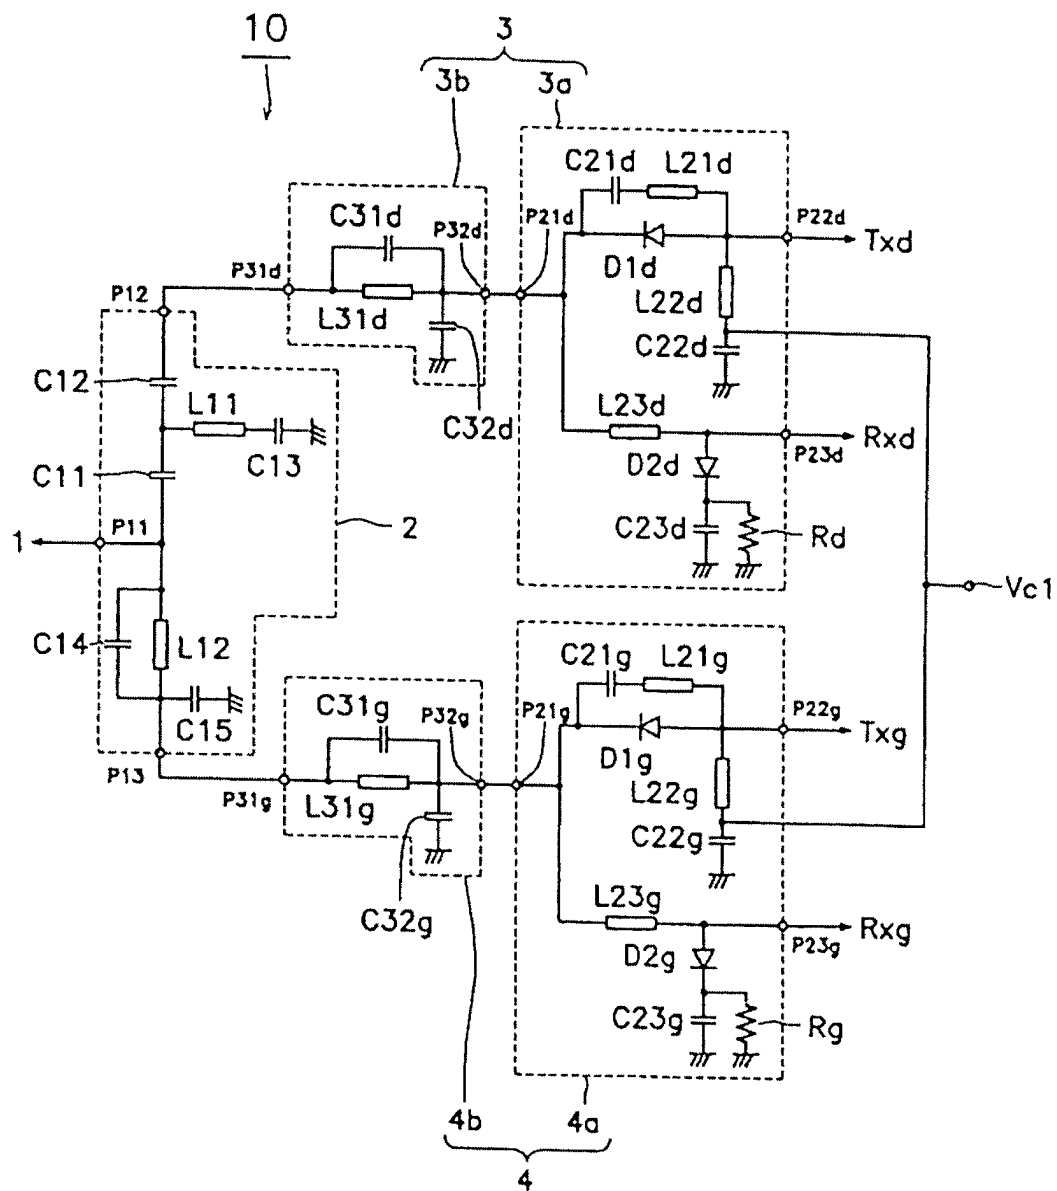 10
3
3b
3a
C21d
L21d
C31d
P32d
P21d
P22d
Txd
D1d
P31d
P12
L31d
L22d
C22d
C12
L11
C32d
L23d
Rxd
C13
D2d
P23d
C11
P11
2
C23d
Rd
1
Vc1
C14
L12
C21g
L21g
C15
C31g
P32g
P21g
P22g
Txg
D1g
P13
P31g
L31g
L22g
C22g
L23g
C32g
Rxg
D2g
P23g
C23g
Rg
4b
4a
4